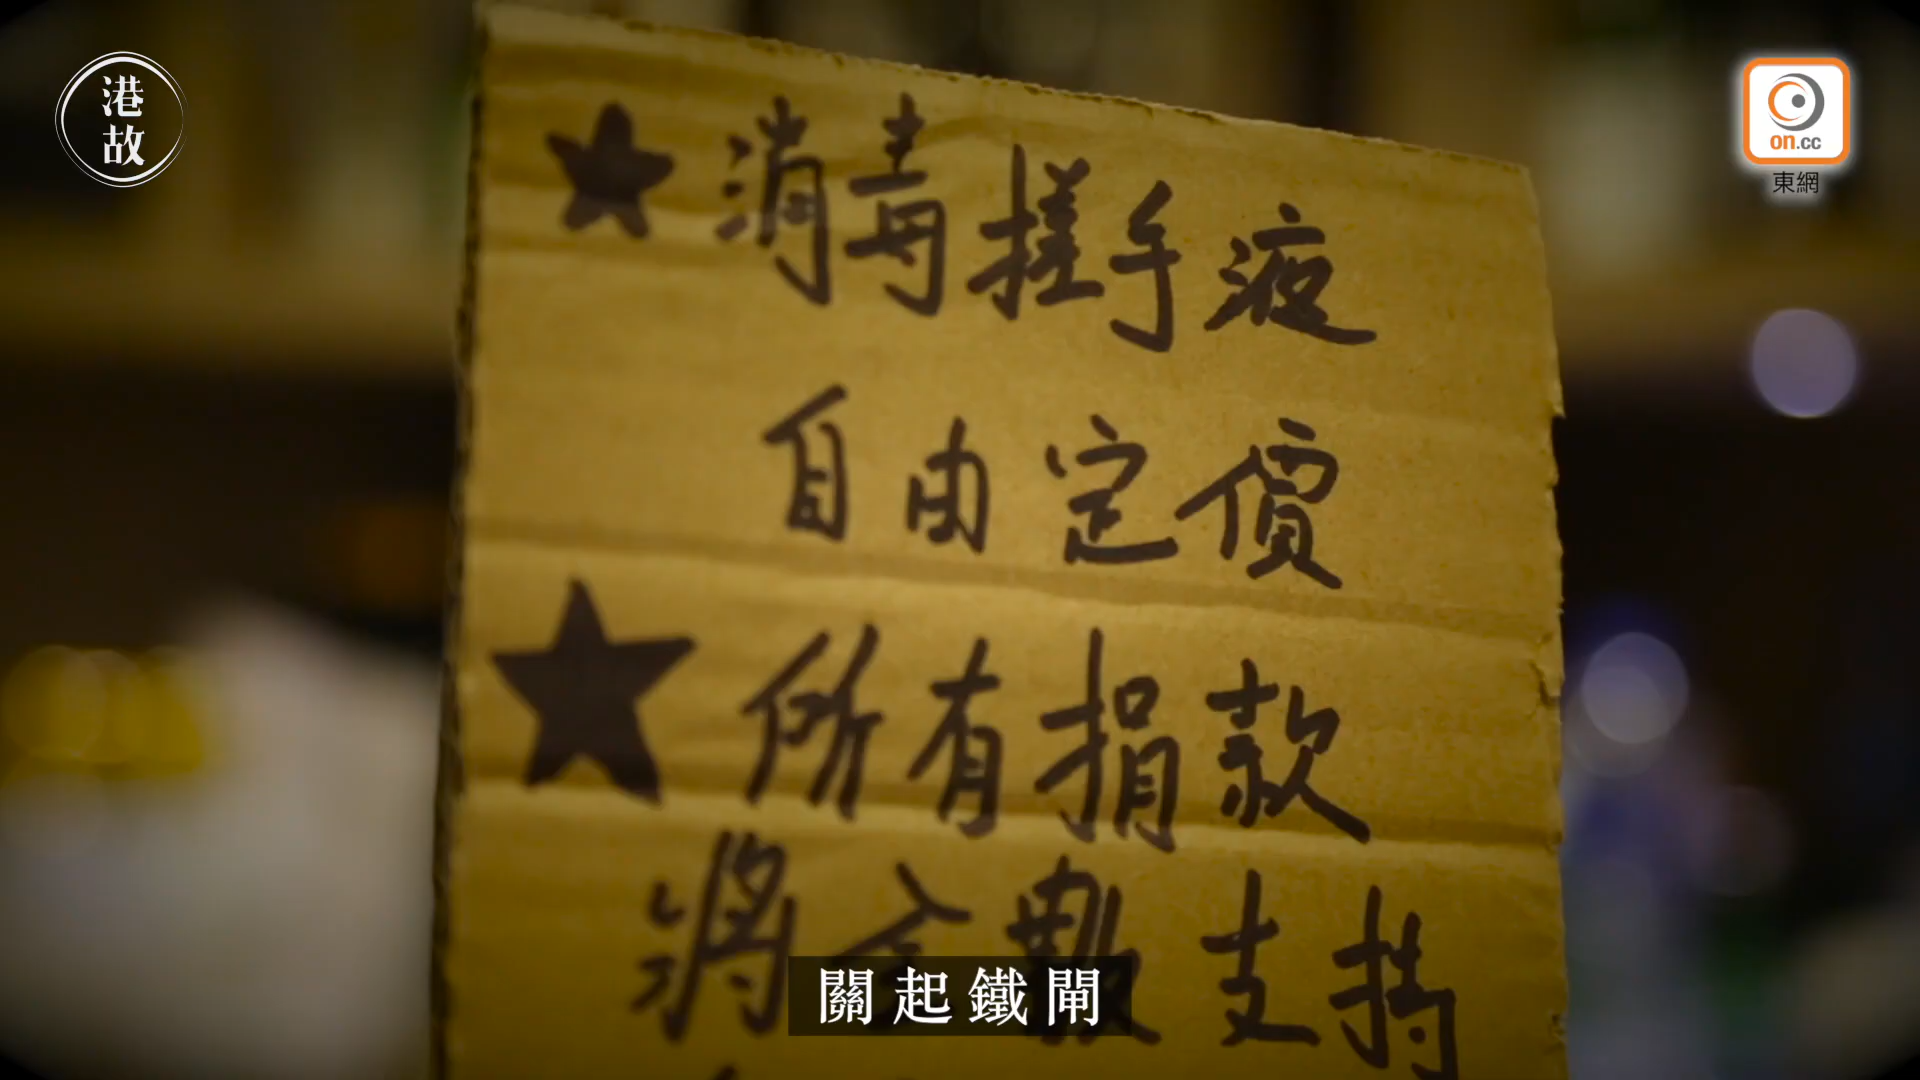 港故
on.cc
東網
★消毒搓手液
自由定價
★所有捐款
將全數支持
關起鐵閘